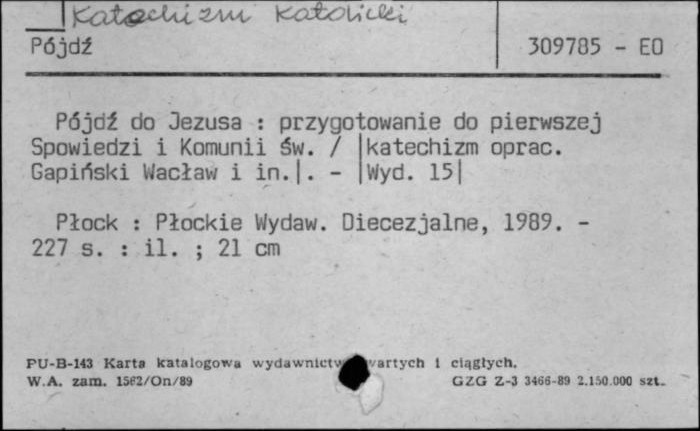 Katechizm katolicki
Pójdź 309785 - EO
Pójdź do Jezusa : przygotowanie do pierwszej
Spowiedzi i Komunii św. / |katechizm oprac.
Gapiński Wacław i in.|. - |Wyd. 15|
Płock : Płockie Wydaw. Diecezjalne, 1989. -
227 s. : il. ; 21 cm
PU-B-143 Karta katalogowa wydawnictw zwartych i ciągłych.
W.A. zam. 1562/On/89 GZG Z-3 3466-89 2.150.000 szt.